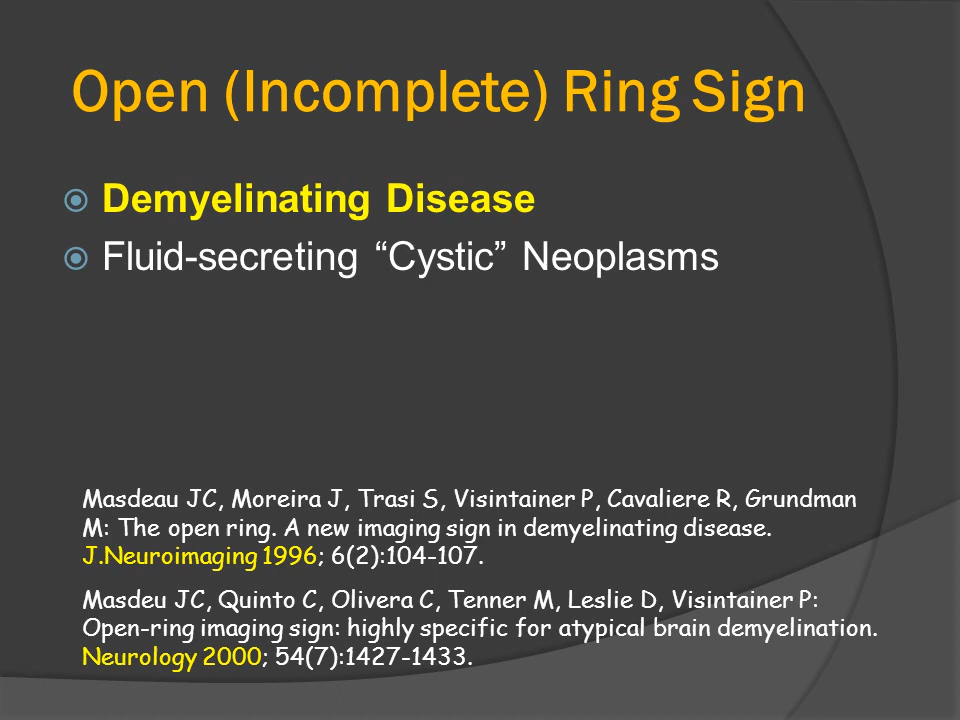 Open (Incomplete) Ring Sign
Demyelinating Disease
Fluid-secreting “Cystic” Neoplasms
Masdeau JC, Moreira J, Trasi S, Visintainer P, Cavaliere R, Grundman
M: The open ring. A new imaging sign in demyelinating disease.
J.Neuroimaging 1996; 6(2):104-107.
Masdeu JC, Quinto C, Olivera C, Tenner M, Leslie D, Visintainer P:
Open-ring imaging sign: highly specific for atypical brain demyelination.
Neurology 2000; 54(7):1427-1433.